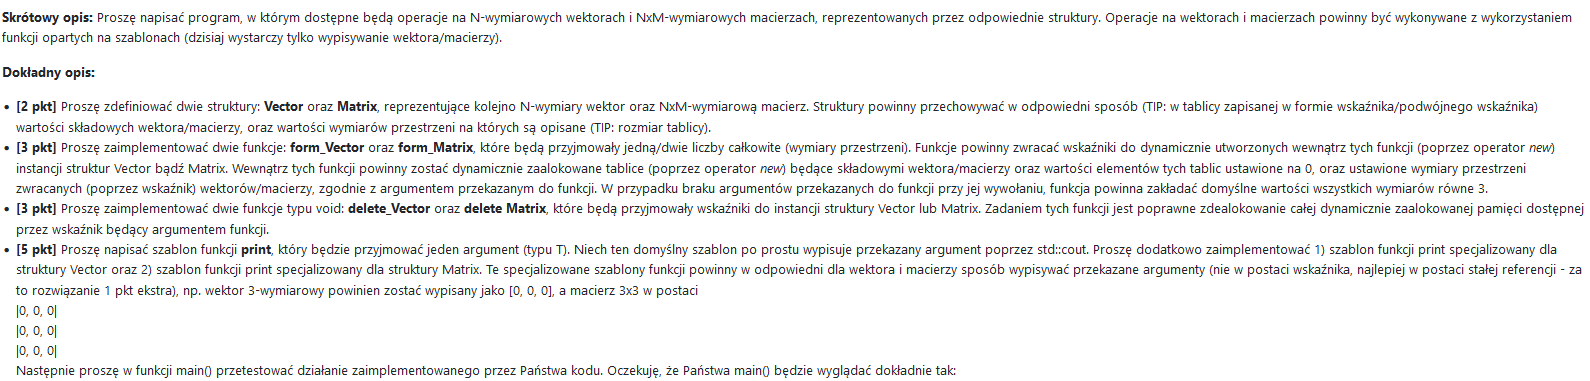 Skrótowy opis: Proszę napisać program, w którym dostępne będą operacje na N-wymiarowych wektorach i NxM-wymiarowych macierzach, reprezentowanych przez odpowiednie struktury. Operacje na wektorach i macierzach powinny być wykonywane z wykorzystaniem
funkcji opartych na szablonach (dzisiaj wystarczy tylko wypisywanie wektora/macierzy).
Dokładny opis:
• [2 pkt] Proszę zdefiniować dwie struktury: Vector oraz Matrix, reprezentujące kolejno N-wymiary wektor oraz NxM-wymiarową macierz. Struktury powinny przechowywać w odpowiedni sposób (TIP: w tablicy zapisanej w formie wskaźnika/podwójnego wskaźnika)
wartości składowych wektora/macierzy, oraz wartości wymiarów przestrzeni na których są opisane (TIP: rozmiar tablicy).
• [3 pkt] Proszę zaimplementować dwie funkcje: form_Vector oraz form_Matrix, które będą przyjmowały jedną/dwie liczby całkowite (wymiary przestrzeni). Funkcje powinny zwracać wskaźniki do dynamicznie utworzonych wewnątrz tych funkcji (poprzez operator new)
instancji struktur Vector bądź Matrix. Wewnątrz tych funkcji powinny zostać dynamicznie zaalokowane tablice (poprzez operator new) będące składowymi wektora/macierzy oraz wartości elementów tych tablic ustawione na 0, oraz ustawione wymiary przestrzeni
zwracanych (poprzez wskaźnik) wektorów/macierzy, zgodnie z argumentem przekazanym do funkcji. W przypadku braku argumentów przekazanych do funkcji przy jej wywołaniu, funkcja powinna zakładać domyślne wartości wszystkich wymiarów równe 3.
• [3 pkt] Proszę zaimplementować dwie funkcje typu void: delete_Vector oraz delete Matrix, które będą przyjmowały wskaźniki do instancji struktury Vector lub Matrix. Zadaniem tych funkcji jest poprawne zdealokowanie całej dynamicznie zaalokowanej pamięci dostępnej
przez wskaźnik będący argumentem funkcji.
• [5 pkt] Proszę napisać szablon funkcji print, który będzie przyjmować jeden argument (typu T). Niech ten domyślny szablon po prostu wypisuje przekazany argument poprzez std::cout. Proszę dodatkowo zaimplementować 1) szablon funkcji print specjalizowany dla
struktury Vector oraz 2) szablon funkcji print specjalizowany dla struktury Matrix. Te specjalizowane szablony funkcji powinny w odpowiedni dla wektora i macierzy sposób wypisywać przekazane argumenty (nie w postaci wskaźnika, najlepiej w postaci stałej referencji - za
to rozwiązanie 1 pkt ekstra), np. wektor 3-wymiarowy powinien zostać wypisany jako [0, 0, 0], a macierz 3x3 w postaci
|0, 0, 0|
|0, 0, 0|
|0, 0, 0|
Następnie proszę w funkcji main() przetestować działanie zaimplementowanego przez Państwa kodu. Oczekuję, że Państwa main() będzie wyglądać dokładnie tak: